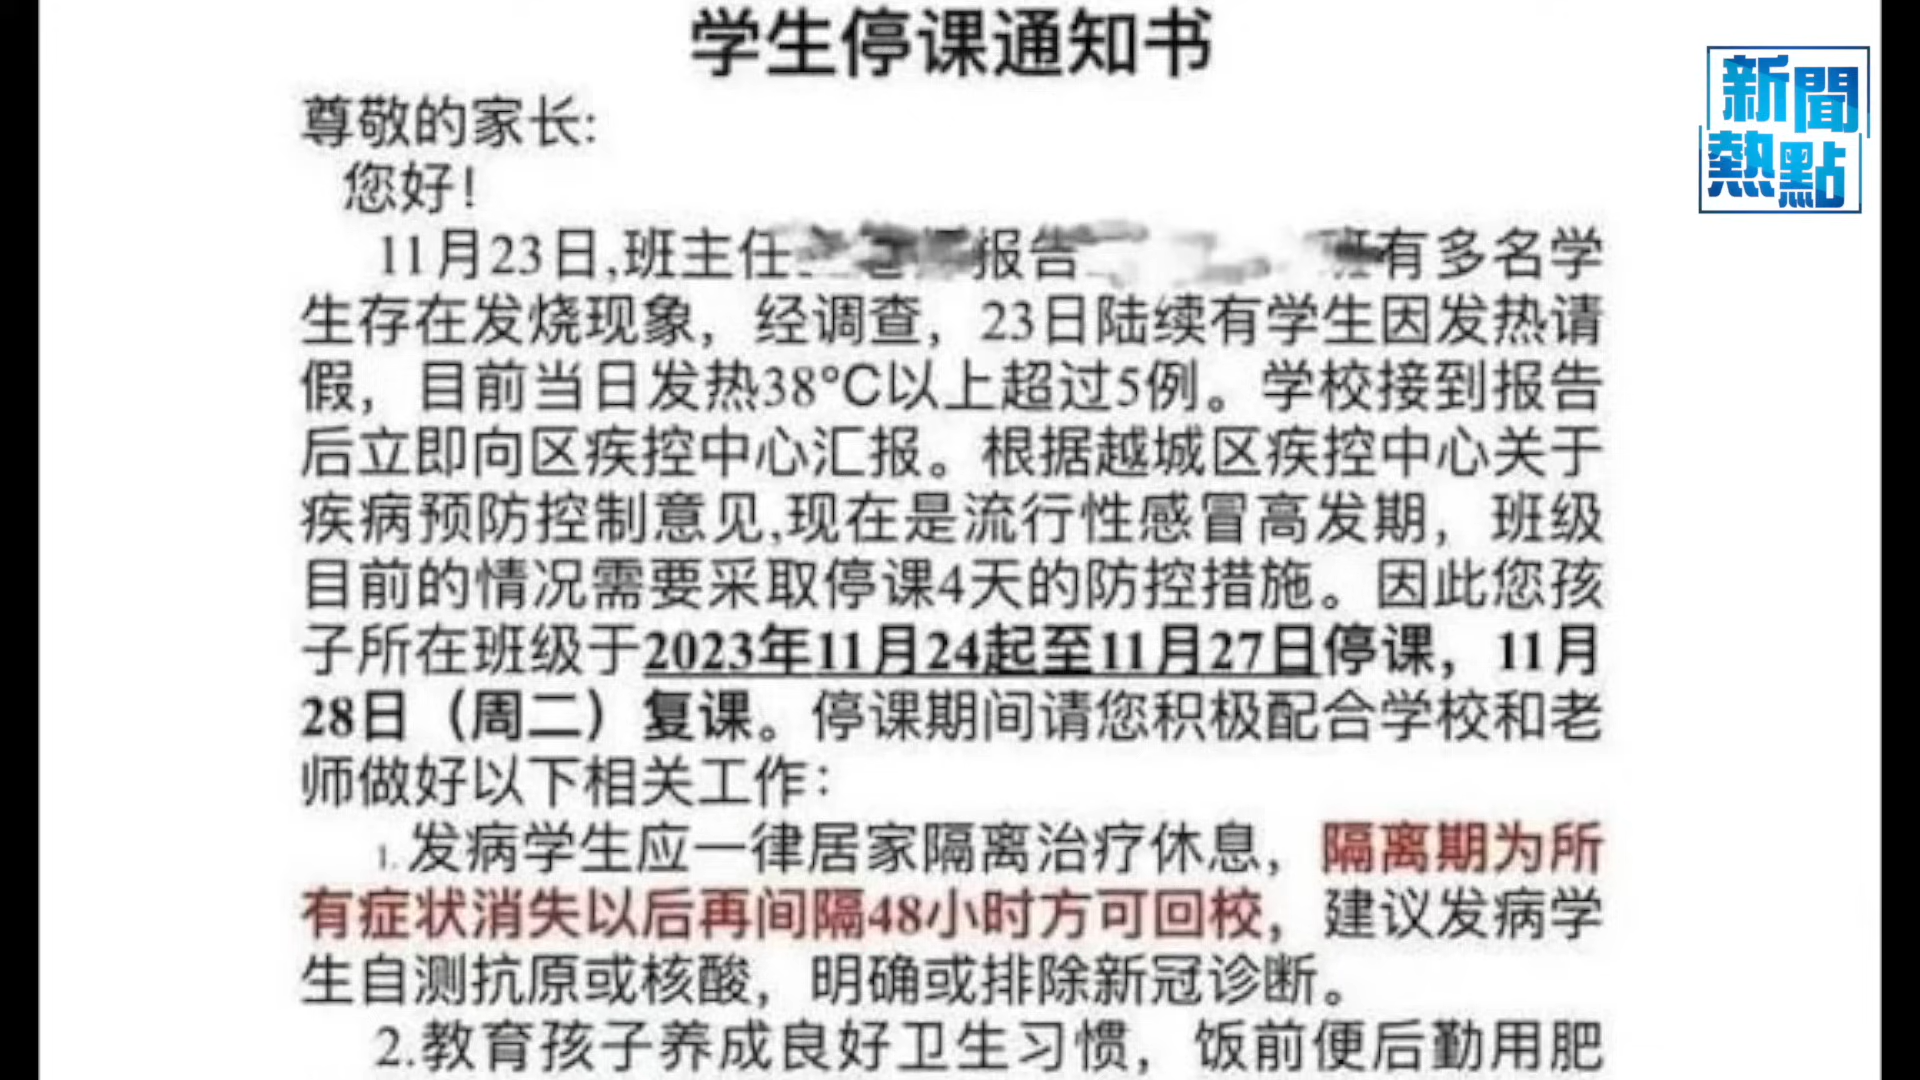 学生停课通知书
新聞
熱點
尊敬的家长:
您好!
11月23日,班主任 报告 班有多名学
生存在发烧现象，经调查，23日陆续有学生因发热请
假，目前当日发热38°C以上超过5例。学校接到报告
后立即向区疾控中心汇报。根据越城区疾控中心关于
疾病预防控制意见,现在是流行性感冒高发期，班级
目前的情况需要采取停课4天的防控措施。因此您孩
子所在班级于2023年11月24起至11月27日停课，11月
28日（周二）复课。停课期间请您积极配合学校和老
师做好以下相关工作：
1.发病学生应一律居家隔离治疗休息，隔离期为所
有症状消失以后再间隔48小时方可回校，建议发病学
生自测抗原或核酸，明确或排除新冠诊断。
2.教育孩子养成良好卫生习惯，饭前便后勤用肥